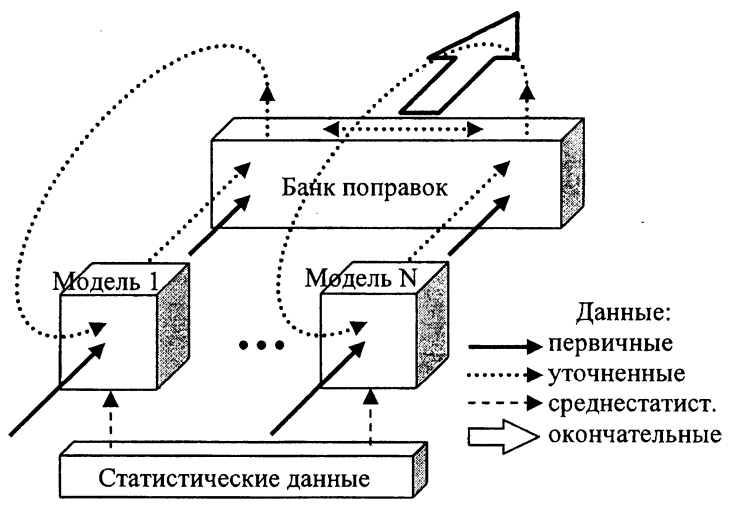 Банк поправок
Модель 1
Модель N
Данные:
первичные
уточненные
среднестатист.
окончательные
Статистические данные